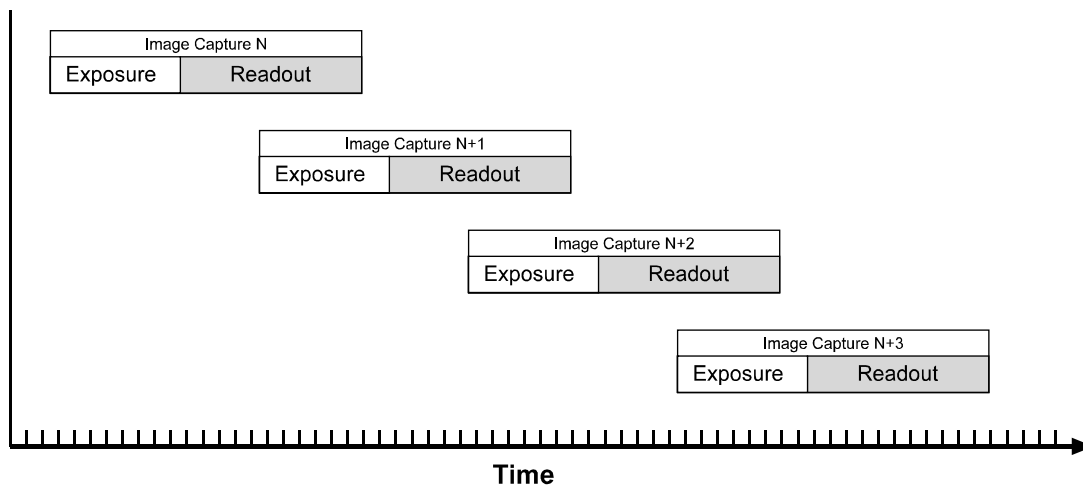 Image Capture N
Exposure Readout
Image Capture N+1
Exposure Readout
Image Capture N+2
Exposure Readout
Image Capture N+3
Exposure Readout
Time